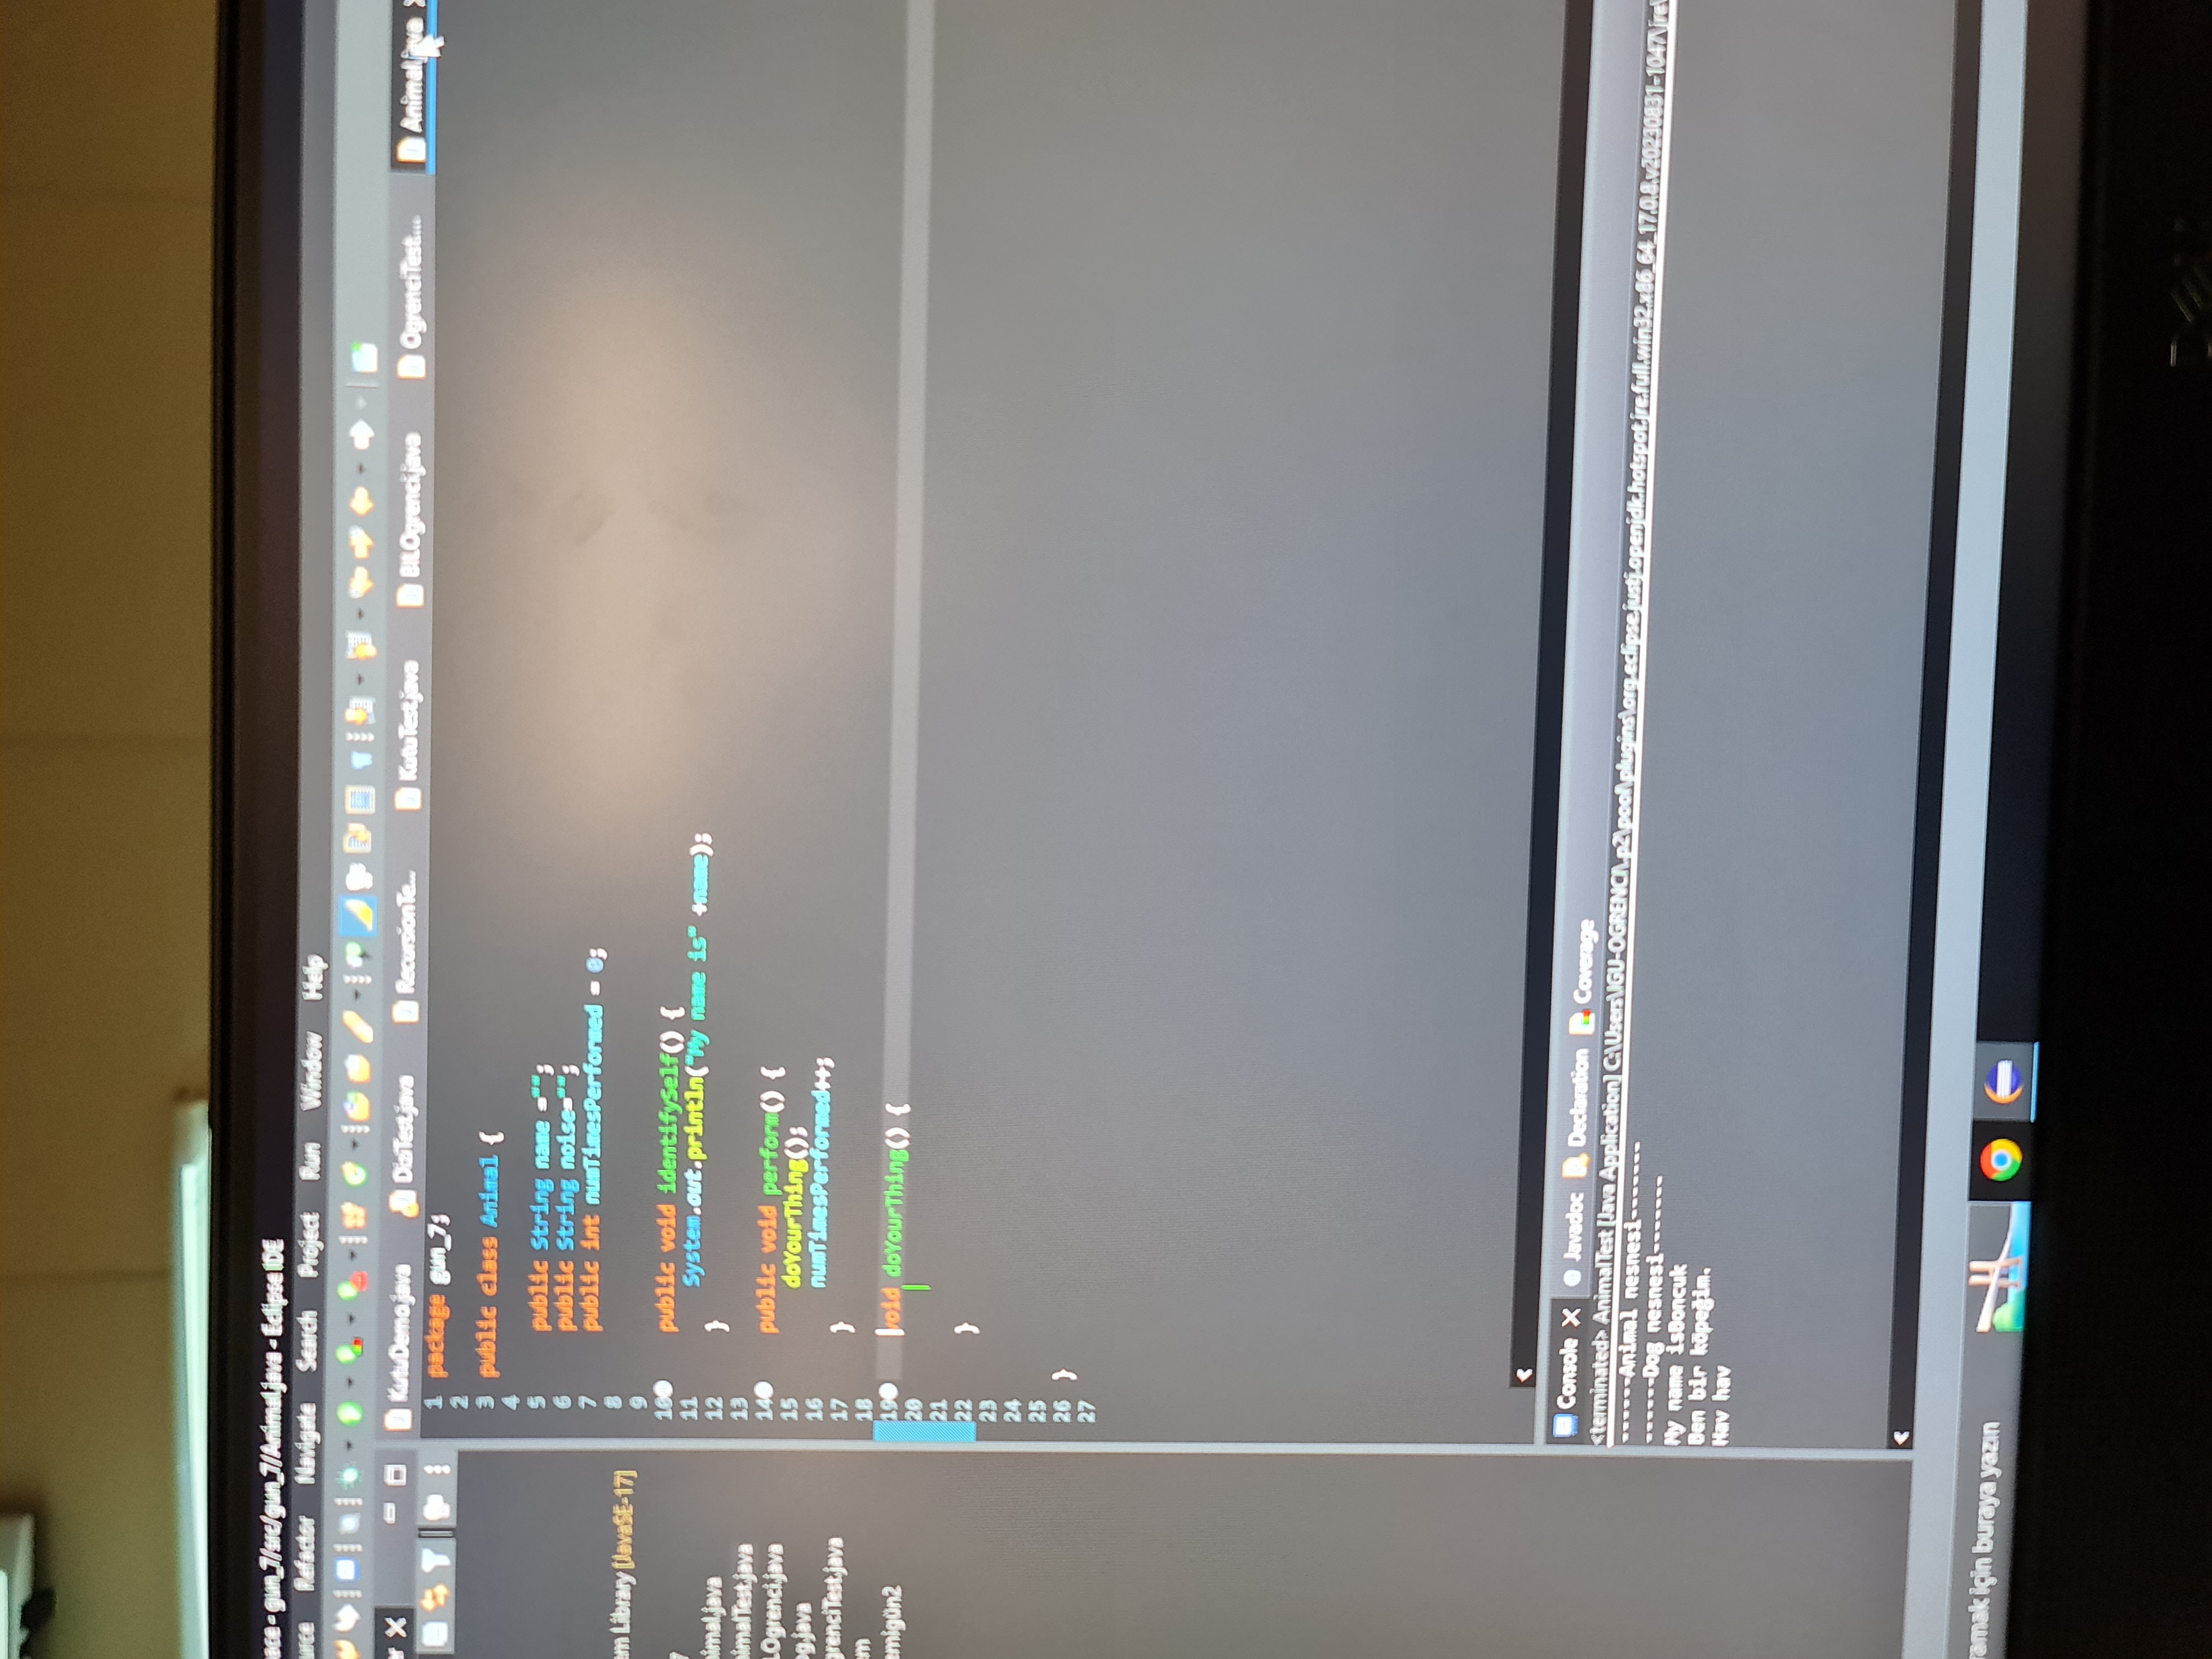 ace - gun_7/src/gun_7/Animal.java - Eclipse IDE
urce Refactor Navigate Search Project Run Window Help
KutuDemo.java DiziTest.java RecursionTe... KutuTest.java BILOgrenci.java OgrenciTest.... Animal.java
em Library [JavaSE-17]
7
nimal.java
nimalTest.java
LOgrenci.java
og.java
grenciTest.java
em
emigün2
1 package gun_7;
2
3 public class Animal {
4
5 public String name ="";
6 public String noise="";
7 public int numTimesPerformed = 0;
8
9
10 public void identifySelf() {
11 System.out.println("My name is" +name);
12 }
13
14 public void perform() {
15 doYourThing();
16 numTimesPerformed++;
17 }
18
19 void doYourThing() {
20
21
22 }
23
24
25
26 }
27
Console Javadoc Declaration Coverage
<terminated> AnimalTest [Java Application] C:\Users\IGU-OGRENCI\.p2\pool\plugins\org.eclipse.justj.openjdk.hotspot.jre.full.win32.x86_64_17.0.8.v20230831-1047\jre\
------Animal nesnesi-------
------Dog nesnesi-------
My name isBoncuk
Ben bir köpeğim.
Hav hav
ramak için buraya yazın